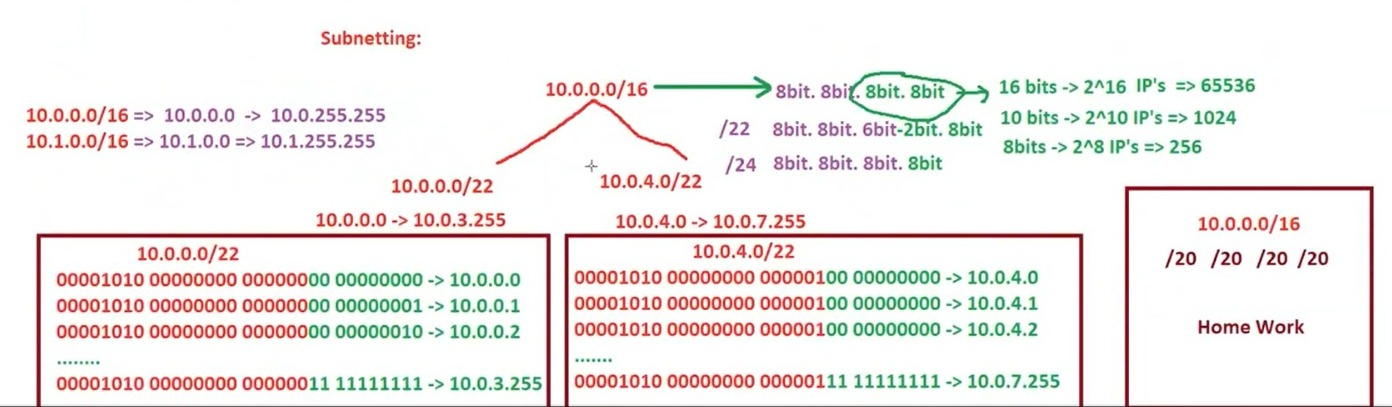 Subnetting:
10.0.0.0/16
8bit. 8bit. 8bit. 8bit
16 bits -> 2^16 IP's => 65536
10.0.0.0/16 => 10.0.0.0 -> 10.0.255.255
10.1.0.0/16 => 10.1.0.0 => 10.1.255.255
/22 8bit. 8bit. 6bit-2bit. 8bit
10 bits -> 2^10 IP's => 1024
/24 8bit. 8bit. 8bit. 8bit
8bits -> 2^8 IP's => 256
10.0.0.0/22
10.0.4.0/22
10.0.0.0 -> 10.0.3.255
10.0.4.0 -> 10.0.7.255
10.0.0.0/22
00001010 00000000 00000000 00000000 -> 10.0.0.0
00001010 00000000 00000000 00000001 -> 10.0.0.1
00001010 00000000 00000000 00000010 -> 10.0.0.2
........
00001010 00000000 00000011 11111111 -> 10.0.3.255
10.0.4.0/22
00001010 00000000 00000100 00000000 -> 10.0.4.0
00001010 00000000 00000100 00000000 -> 10.0.4.1
00001010 00000000 00000100 00000000 -> 10.0.4.2
.......
00001010 00000000 00000111 11111111 -> 10.0.7.255
10.0.0.0/16
/20 /20 /20 /20
Home Work